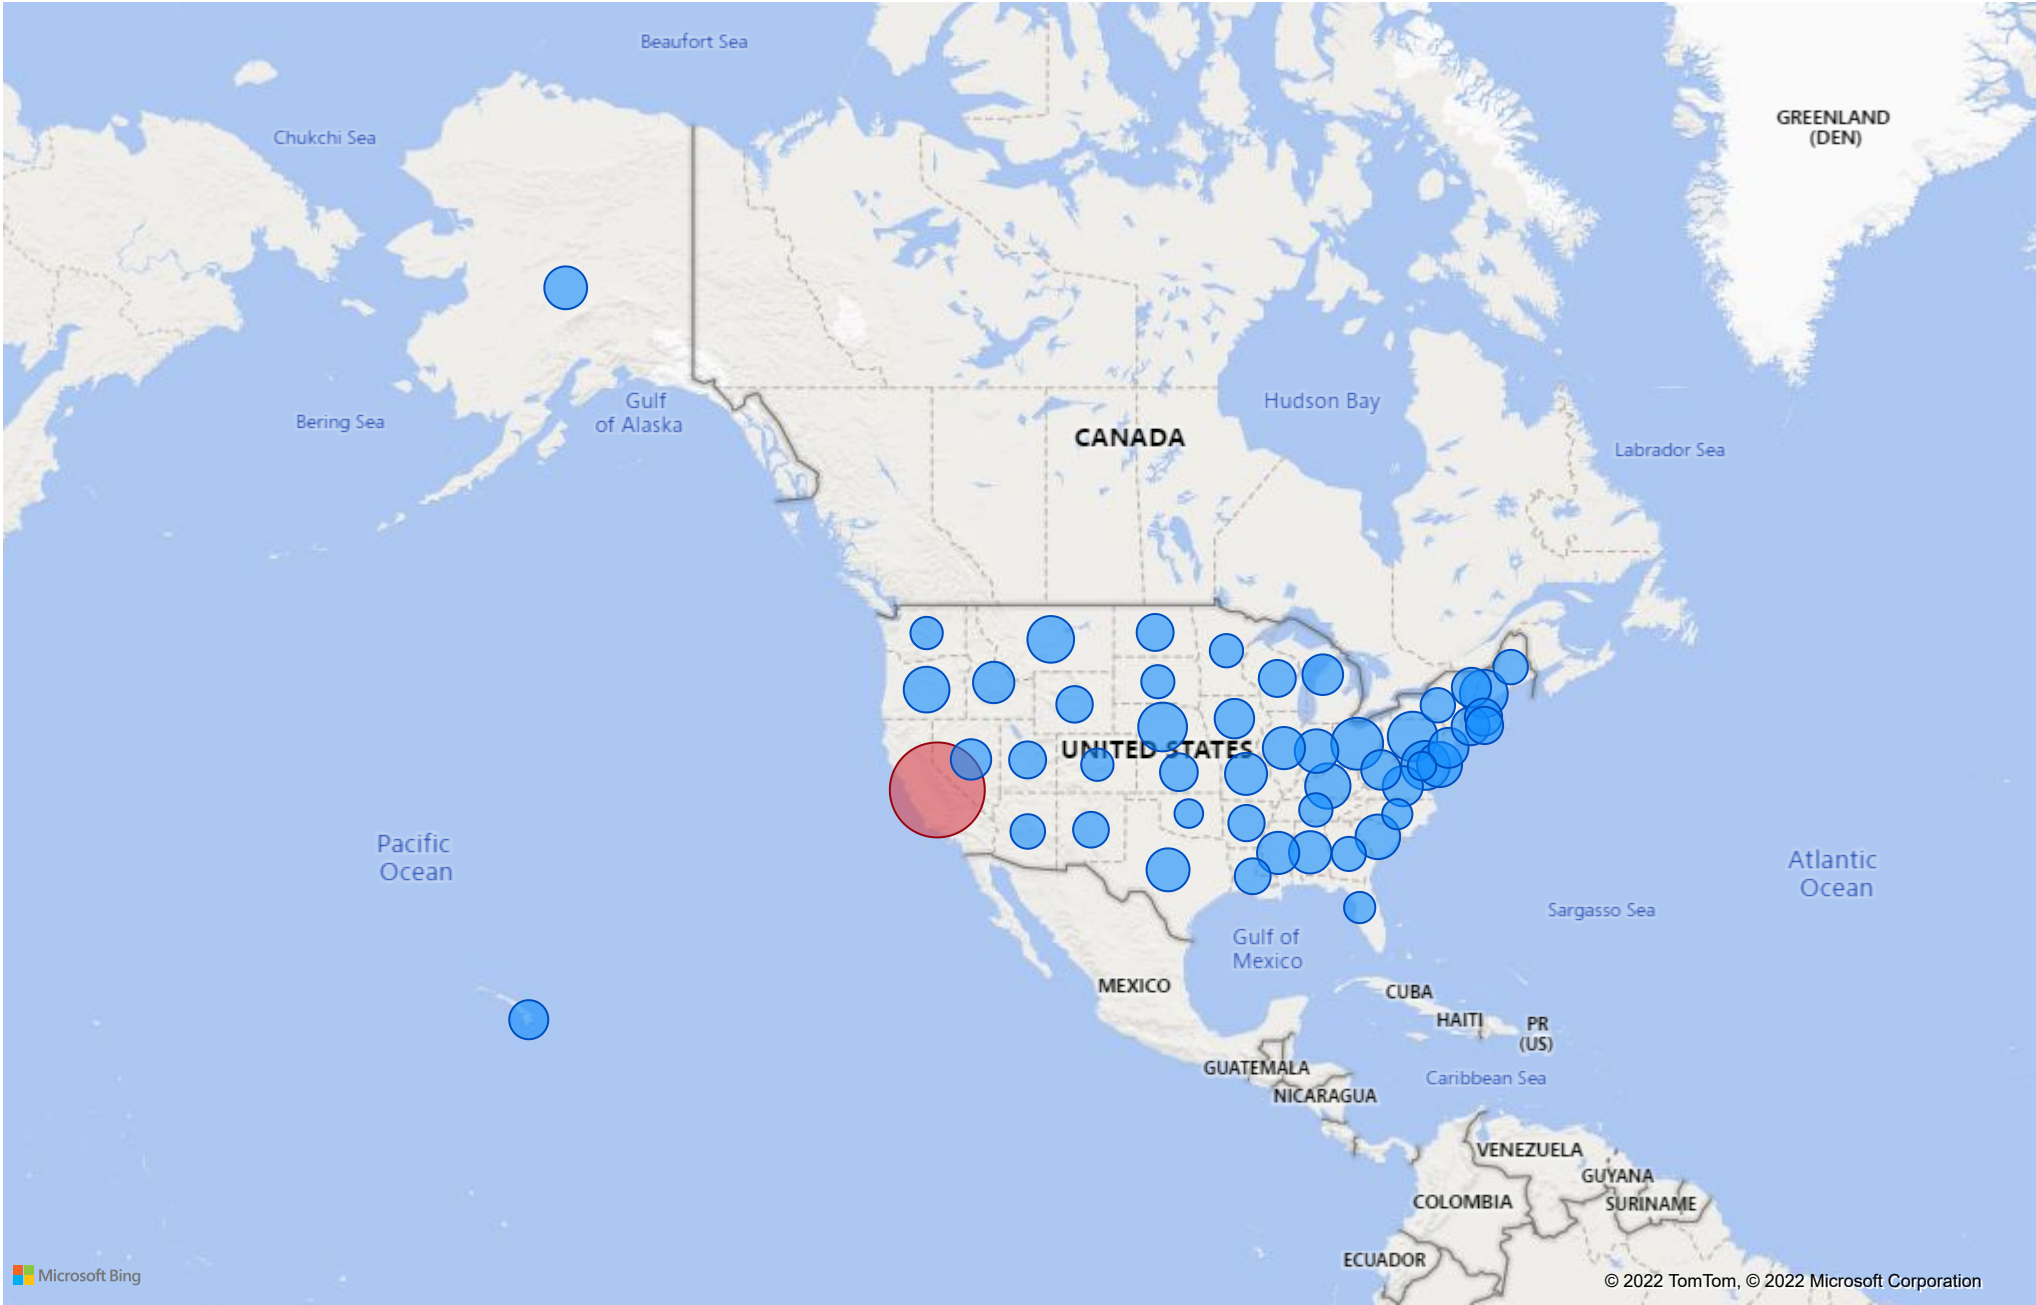 Beaufort Sea
Chukchi Sea
GREENLAND
(DEN)
Gulf
of Alaska
Bering Sea
Hudson Bay
CANADA
Labrador Sea
UNITED STATES
Pacific
Ocean
Atlantic
Ocean
Sargasso Sea
Gulf of
Mexico
MEXICO
CUBA
HAITI
PR
(US)
GUATEMALA
Caribbean Sea
NICARAGUA
VENEZUELA
GUYANA
COLOMBIA
SURINAME
ECUADOR
Microsoft Bing
© 2022 TomTom, © 2022 Microsoft Corporation